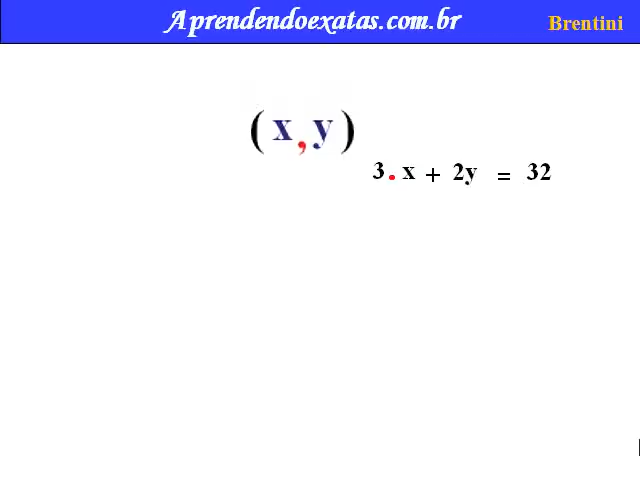 Aprendendoexatas.com.br
Brentini
(x,y)
3.x + 2y = 32